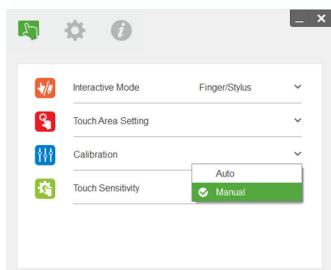 Interactive Mode Finger/Stylus
Touch Area Setting
Calibration
Auto
Touch Sensitivity
Manual